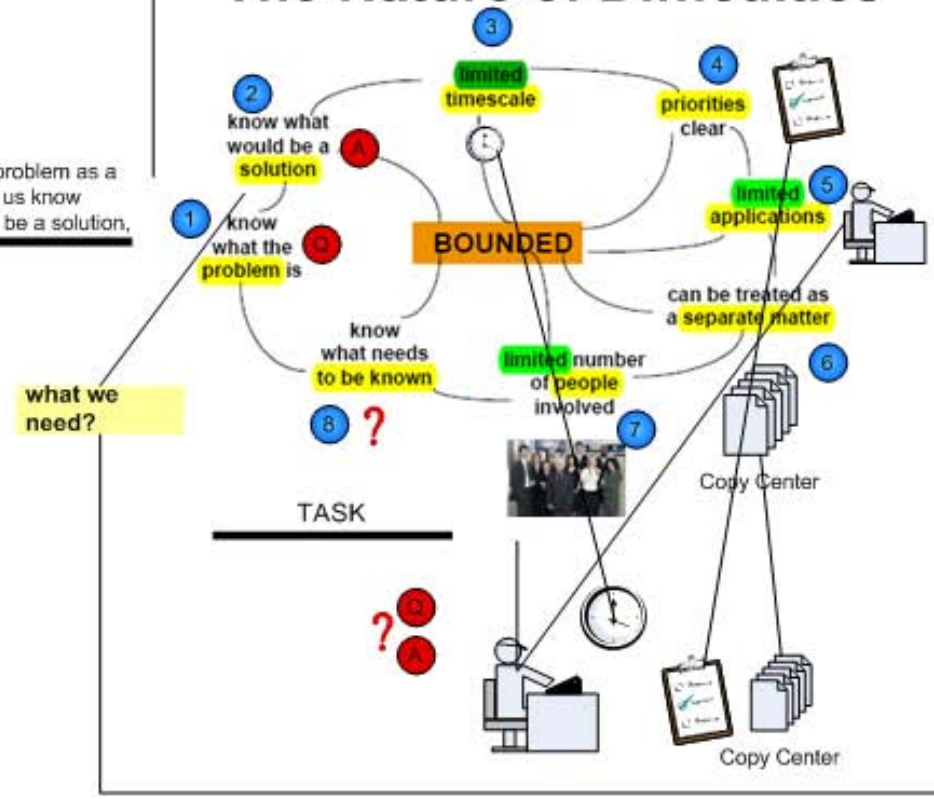 problem as a
us know
be a solution,
3
2
know what
would be a
solution
A
limited
timescale
4
priorities
clear
1
know
what the
problem is
Q
5
limited
applications
BOUNDED
can be treated as
a separate matter
know
what needs
to be known
limited number
of people
involved
6
what we
need?
8
?
7
Copy Center
TASK
?
Q
A
Copy Center